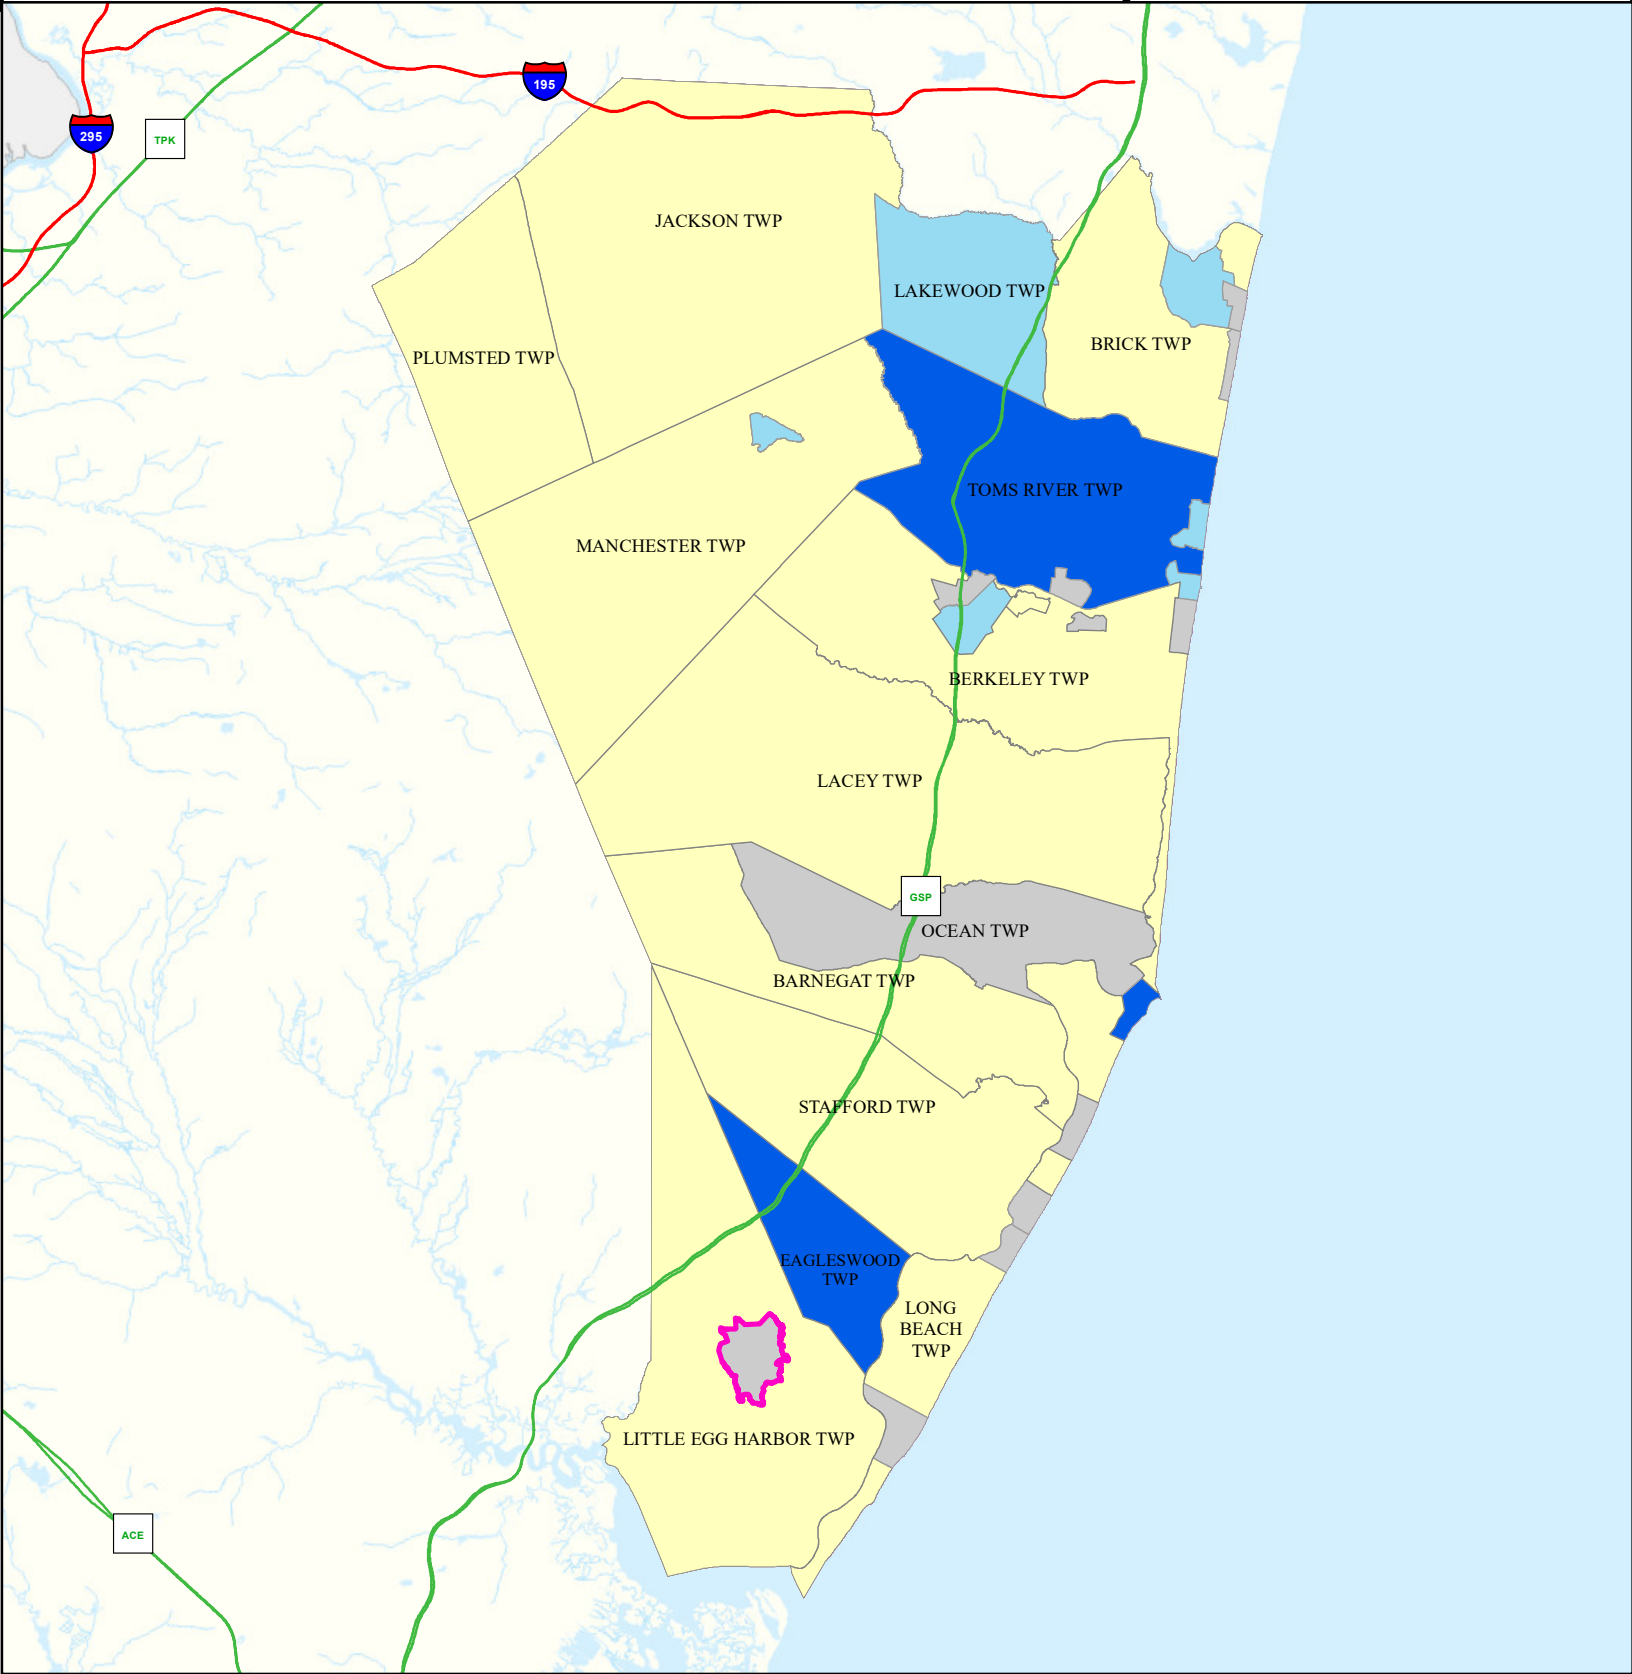 195
295
TPK
JACKSON TWP
LAKEWOOD TWP
BRICK TWP
PLUMSTED TWP
TOMS RIVER TWP
MANCHESTER TWP
BERKELEY TWP
LACEY TWP
GSP
OCEAN TWP
BARNEGAT TWP
STAFFORD TWP
EAGLESWOOD
TWP
LONG
BEACH
TWP
LITTLE EGG HARBOR TWP
ACE